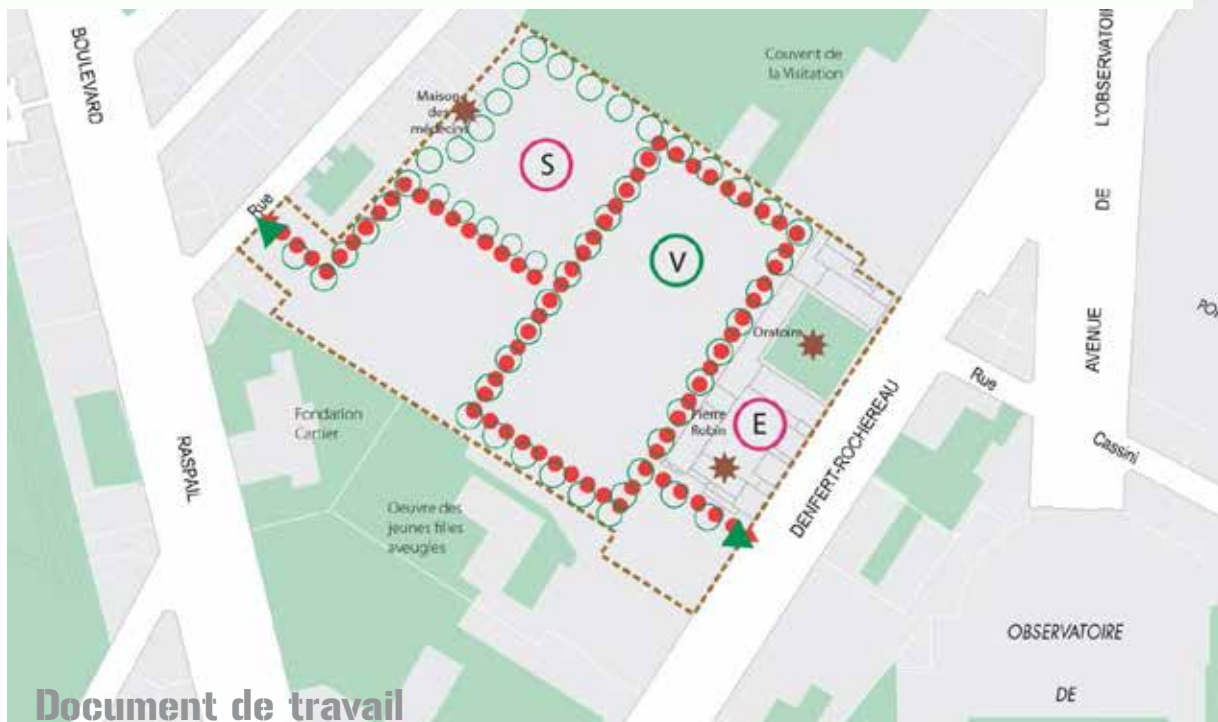 BOULEVARD
RASPAIL
Rue
Maison
des
médecins
S
Couvent de
la Visitation
V
Oratoire
Pierre
Robin
E
Fondation
Cartier
Oeuvre des
jeunes filles
aveugles
DENFERT-ROCHEREAU
AVENUE
DE
L'OBSERVATOI
Rue
Cassini
OBSERVATOIRE
DE
Document de travail